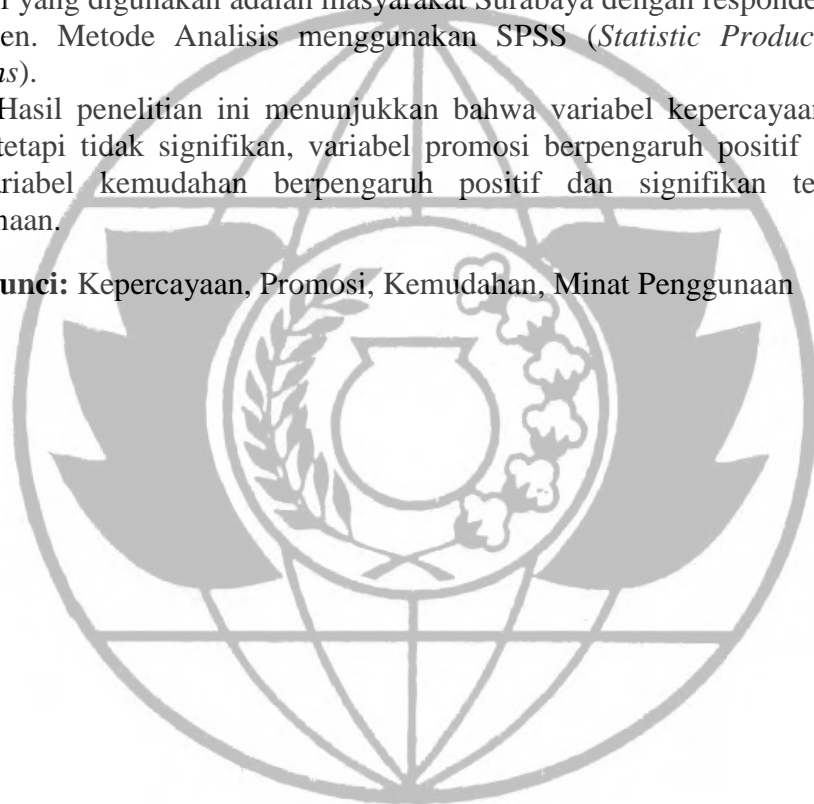 yang digunakan adalah masyarakat Surabaya dengan responde
en. Metode Analisis menggunakan SPSS (Statistic Produc
ns).
Hasil penelitian ini menunjukkan bahwa variabel kepercayaan
tetapi tidak signifikan, variabel promosi berpengaruh positif
ariabel kemudahan berpengaruh positif dan signifikan te
naan.
unci: Kepercayaan, Promosi, Kemudahan, Minat Penggunaan